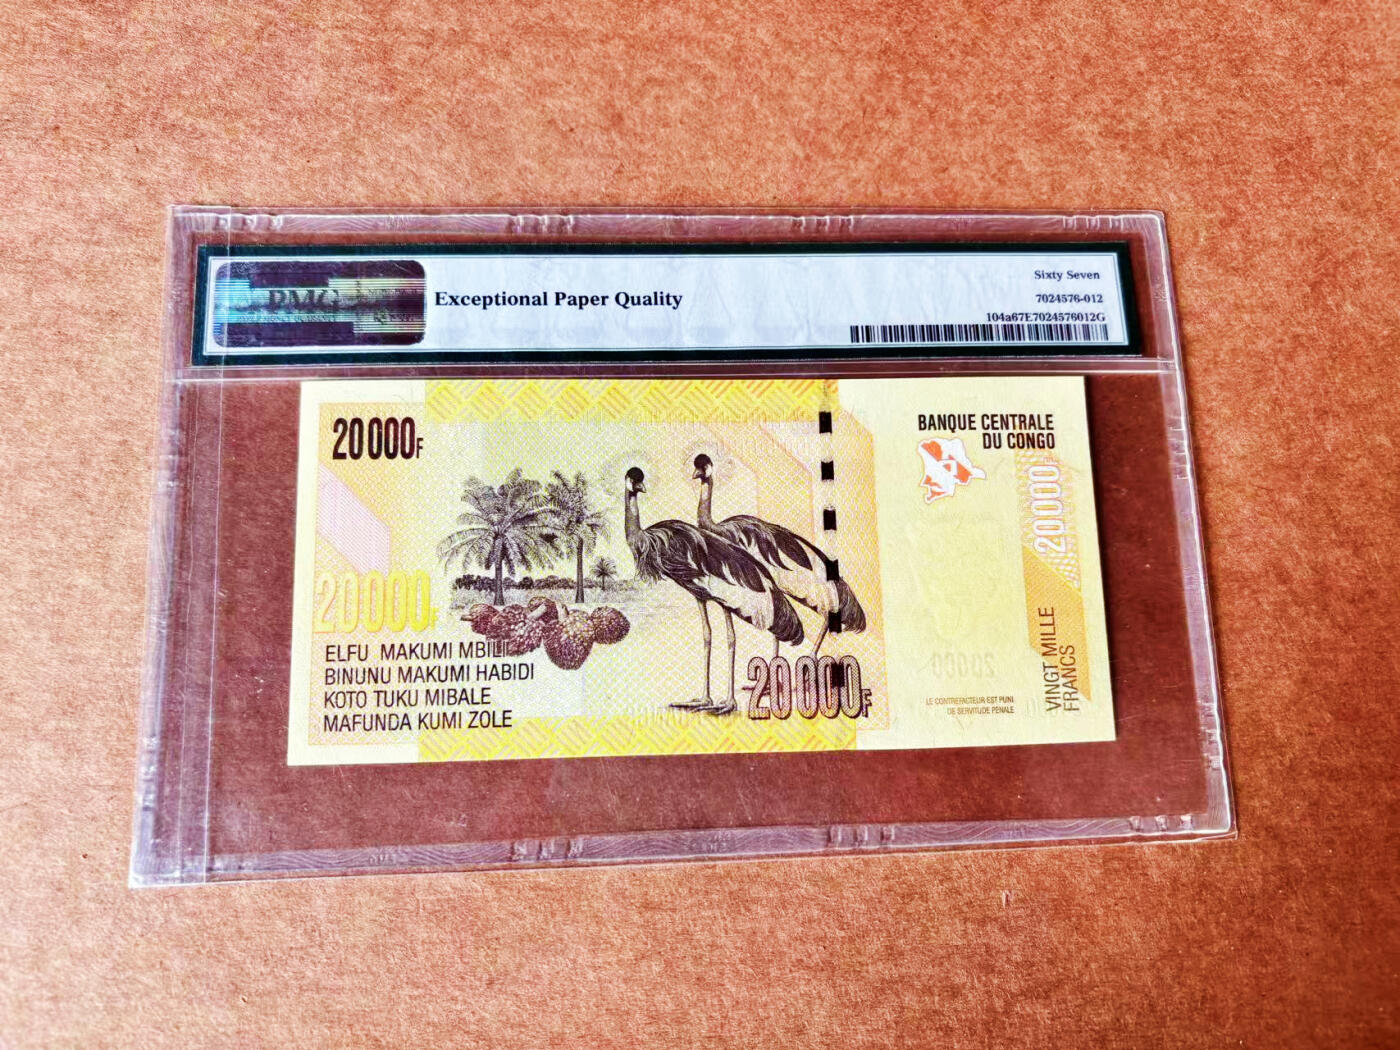 PMG
Exceptional Paper Quality
Sixty Seven
7024576-012
104a67E7024576012G
20000F
BANQUE CENTRALE
DU CONGO
20000
20000F
ELFU MAKUMI MBILI
BINUNU MAKUMI HABIDI
KOTO TUKU MIBALE
MAFUNDA KUMI ZOLE
20000F
LE CONTREFACTEUR EST PUNI
DE SERVITUDE PENALE
VINGT MILLE
FRANCS